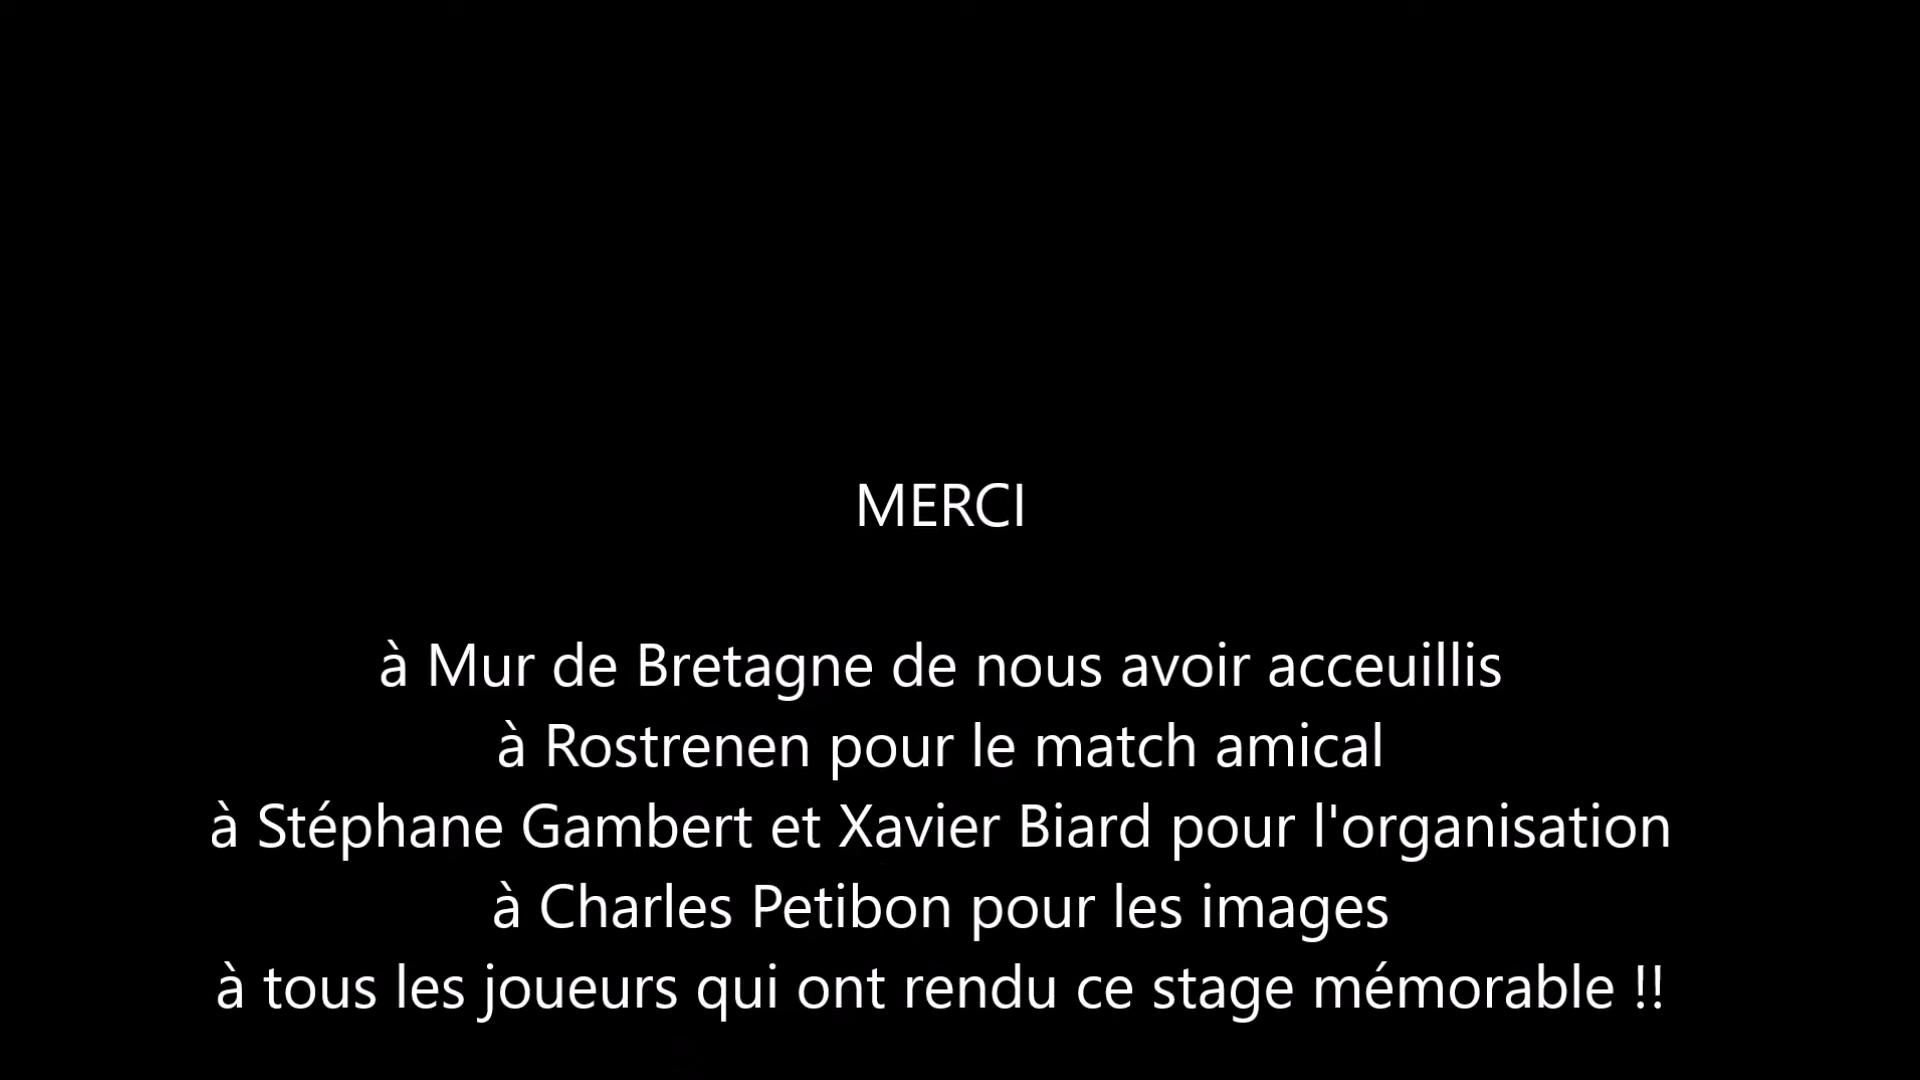 MERCI
à Mur de Bretagne de nous avoir acceuillis
à Rostrenen pour le match amical
à Stéphane Gambert et Xavier Biard pour l'organisation
à Charles Petibon pour les images
à tous les joueurs qui ont rendu ce stage mémorable !!